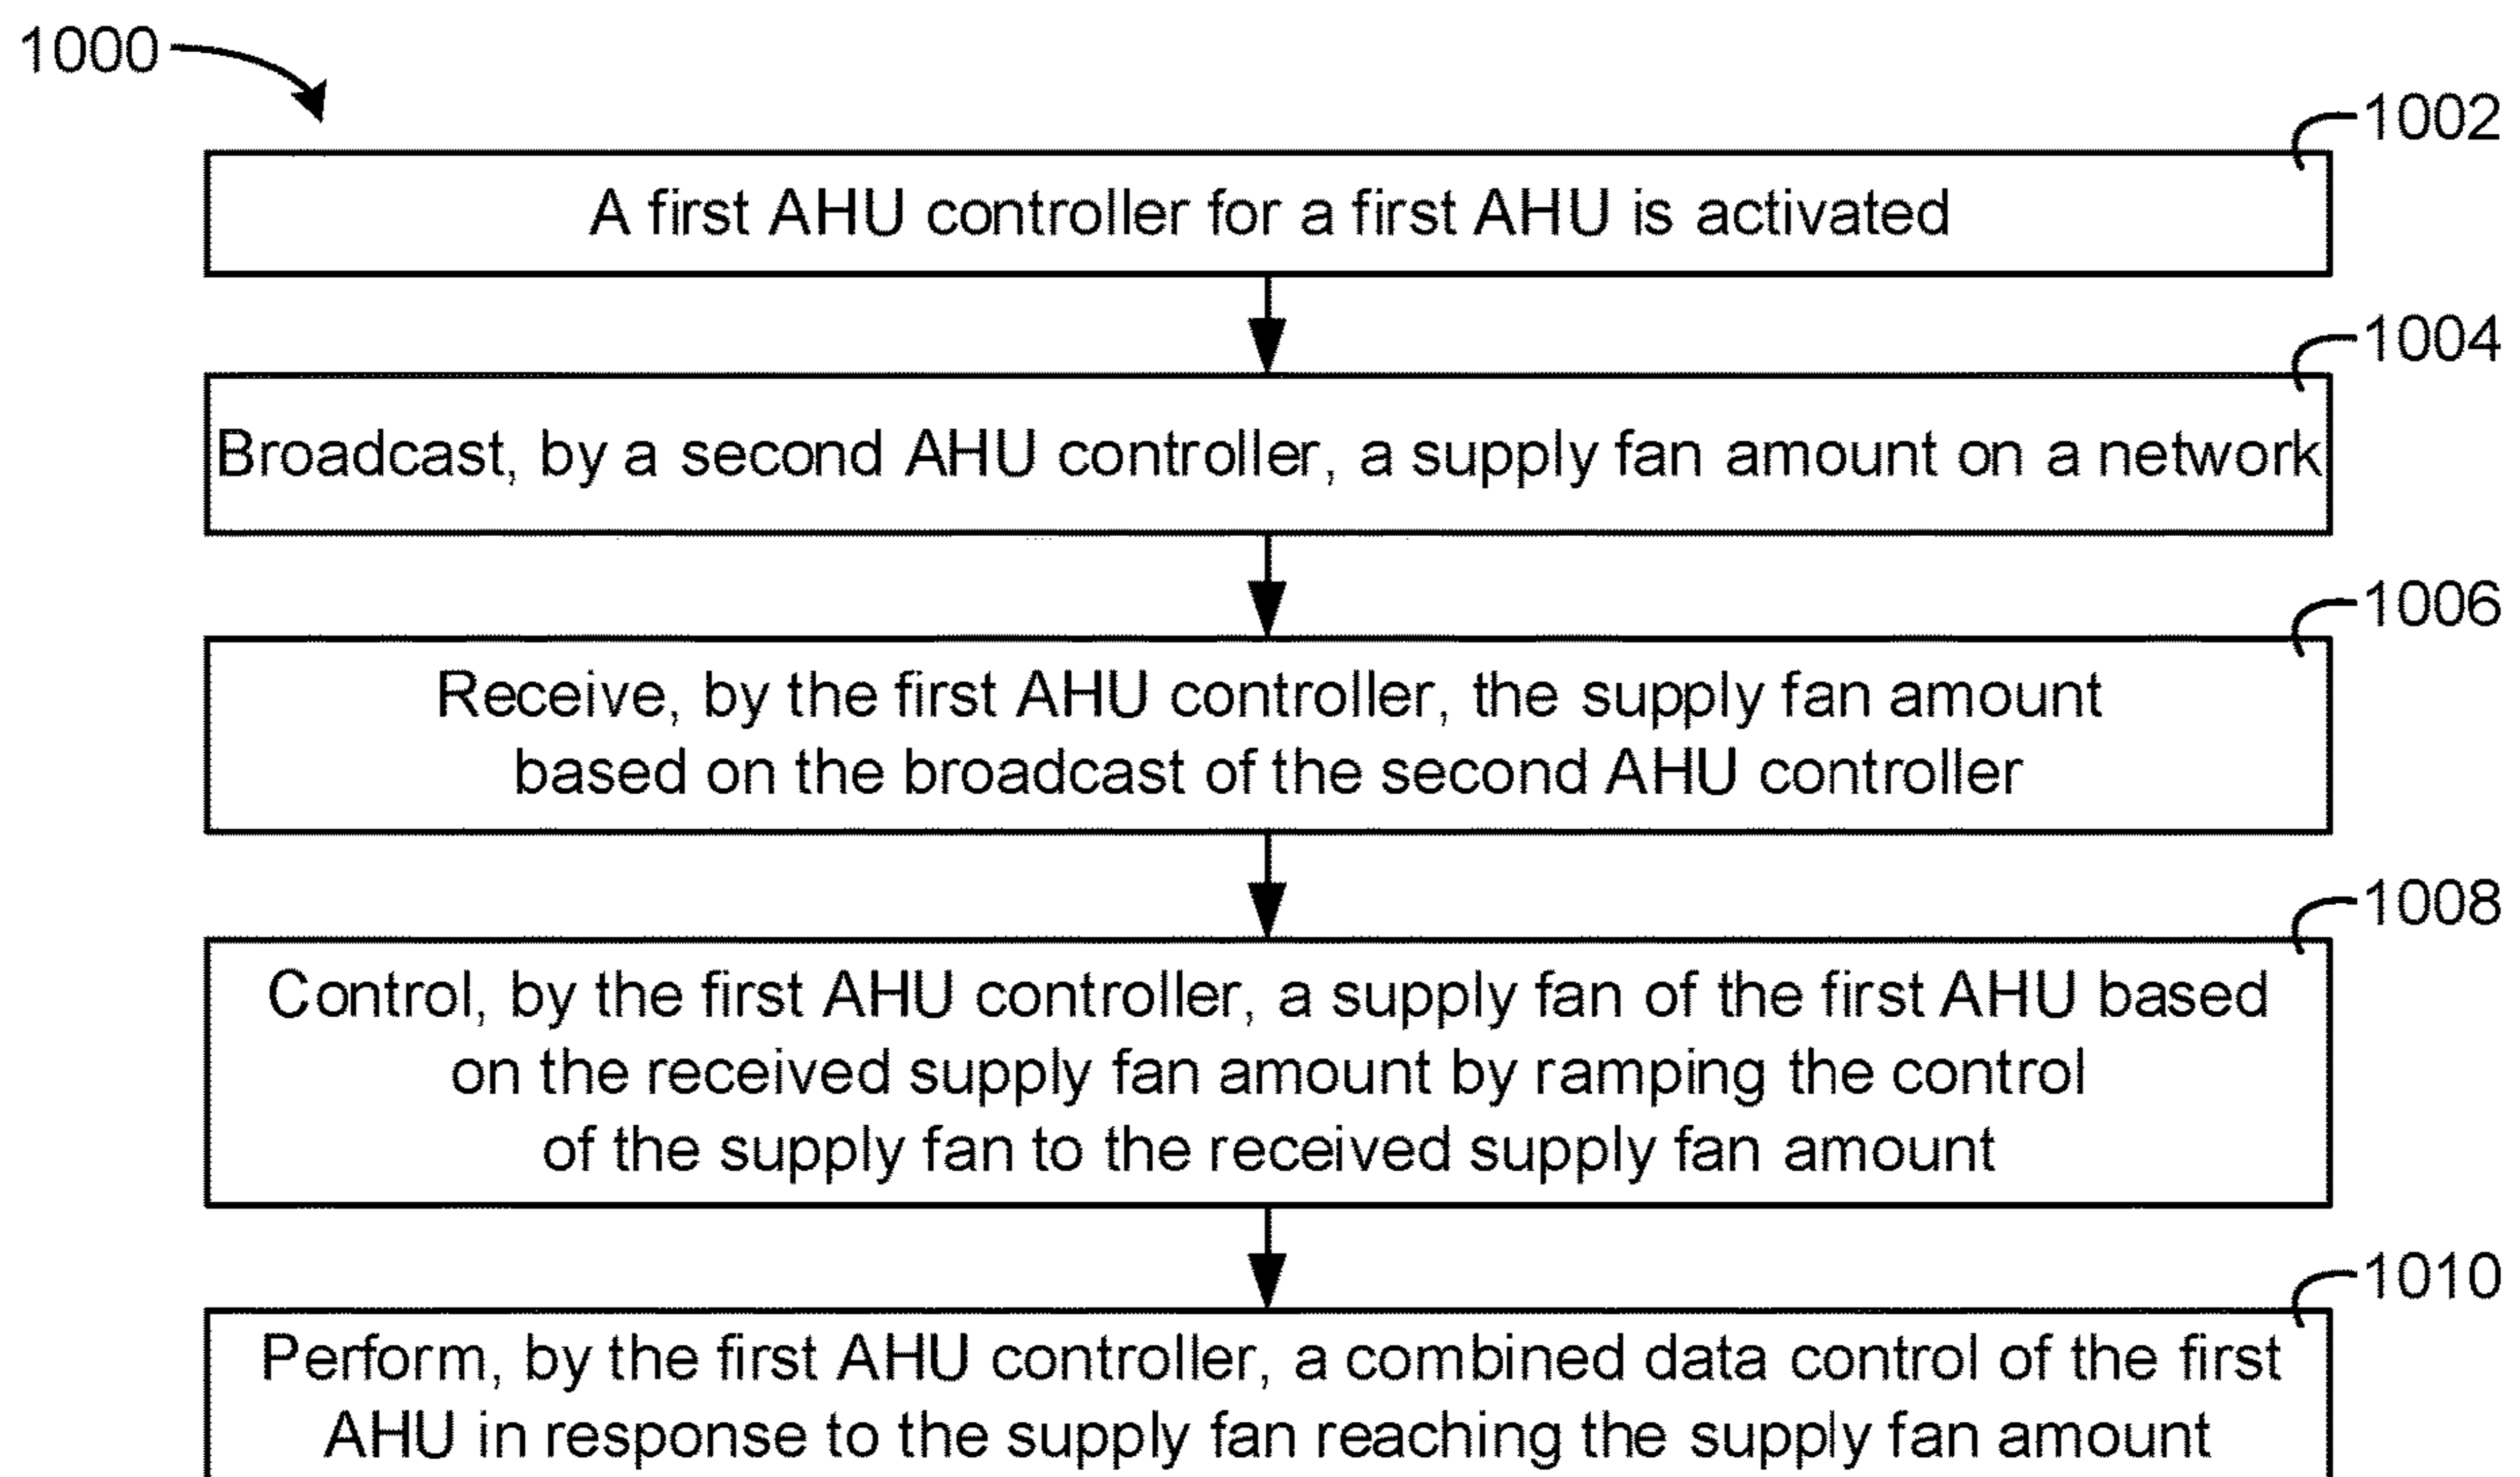 1000
1002
A first AHU controller for a first AHU is activated
1004
Broadcast, by a second AHU controller, a supply fan amount on a network
1006
Receive, by the first AHU controller, the supply fan amount
based on the broadcast of the second AHU controller
1008
Control, by the first AHU controller, a supply fan of the first AHU based
on the received supply fan amount by ramping the control
of the supply fan to the received supply fan amount
1010
Perform, by the first AHU controller, a combined data control of the first
AHU in response to the supply fan reaching the supply fan amount